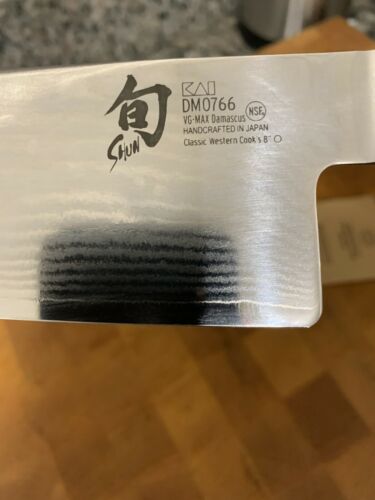 旬
SHUN
KAI
DM0766
VG-MAX Damascus NSF
HANDCRAFTED IN JAPAN
Classic Western Cook's 8"